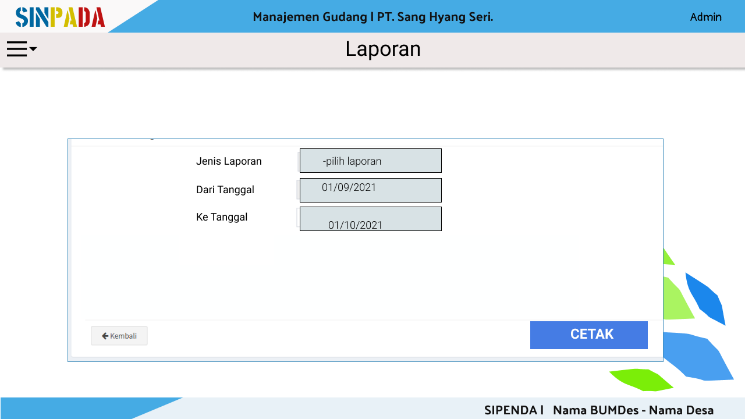 SINPADA
Manajemen Gudang | PT. Sang Hyang Seri.
Admin
Laporan
Jenis Laporan
-pilih laporan
Dari Tanggal
01/09/2021
Ke Tanggal
01/10/2021
Kembali
CETAK
SIPENDA | Nama BUMDes - Nama Desa